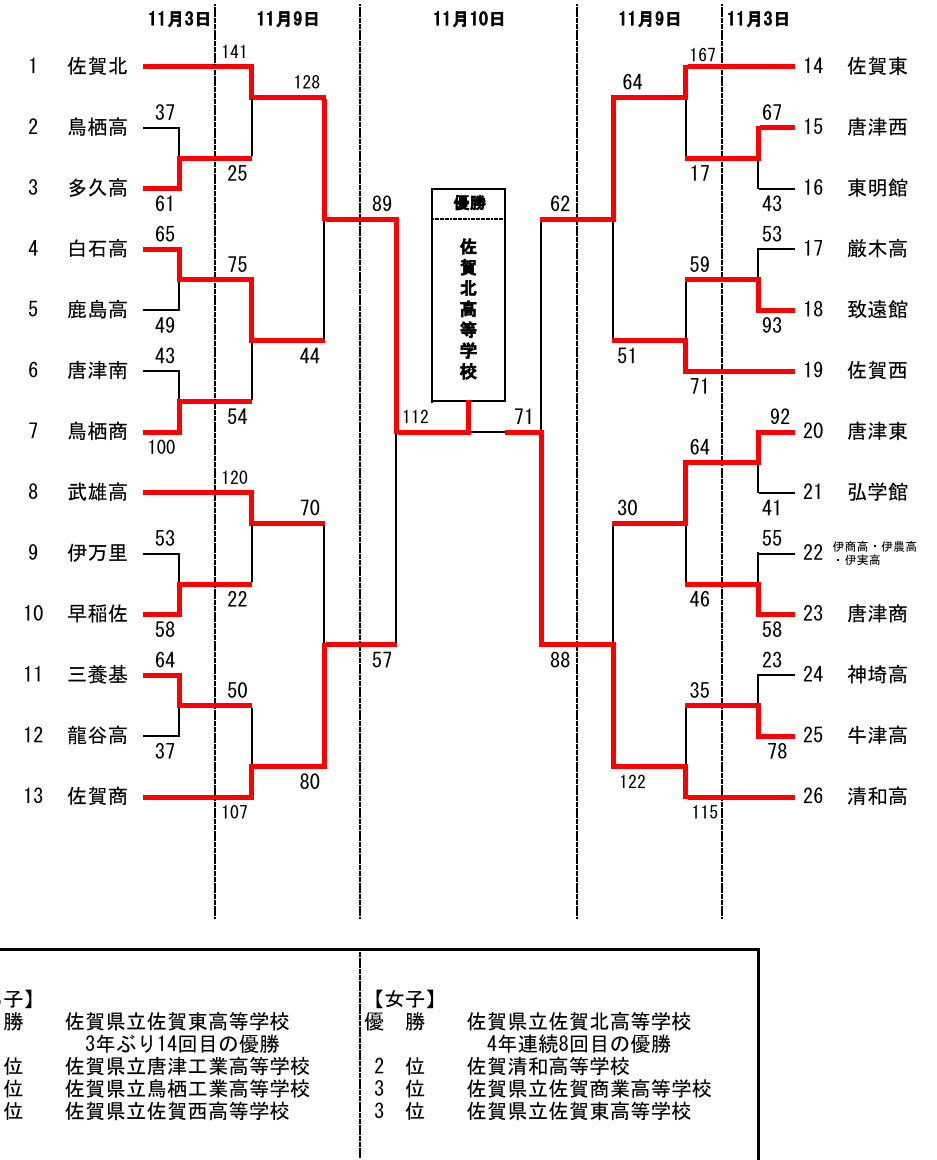 11月3日 11月9日 11月10日 11月9日 11月3日
141 167
1 佐賀北 128 64 14 佐賀東
37 67
2 鳥栖高 15 唐津西
25 17
3 多久高 16 東明館
61 89 優勝 62 43
65 53
4 白石高 17 厳木高
75 59
5 鹿島高 18 致遠館
49 93
43 44 51
6 唐津南 19 佐賀西
71
佐賀北高等学校
54 112 71 92
7 鳥栖商 20 唐津東
100 64
120
8 武雄高 21 弘学館
70 30 41
53 55
9 伊万里 22 伊商高・伊農高
・伊実高
22 46
10 早稲佐 23 唐津商
58 58
64 57 88 23
11 三養基 24 神埼高
50 35
12 龍谷高 25 牛津高
37 78
80 122
13 佐賀商 26 清和高
107 115
子】
勝 佐賀県立佐賀東高等学校
3年ぶり14回目の優勝
位 佐賀県立唐津工業高等学校
位 佐賀県立鳥栖工業高等学校
位 佐賀県立佐賀西高等学校
【女子】
優 勝 佐賀県立佐賀北高等学校
4年連続8回目の優勝
2 位 佐賀清和高等学校
3 位 佐賀県立佐賀商業高等学校
3 位 佐賀県立佐賀東高等学校